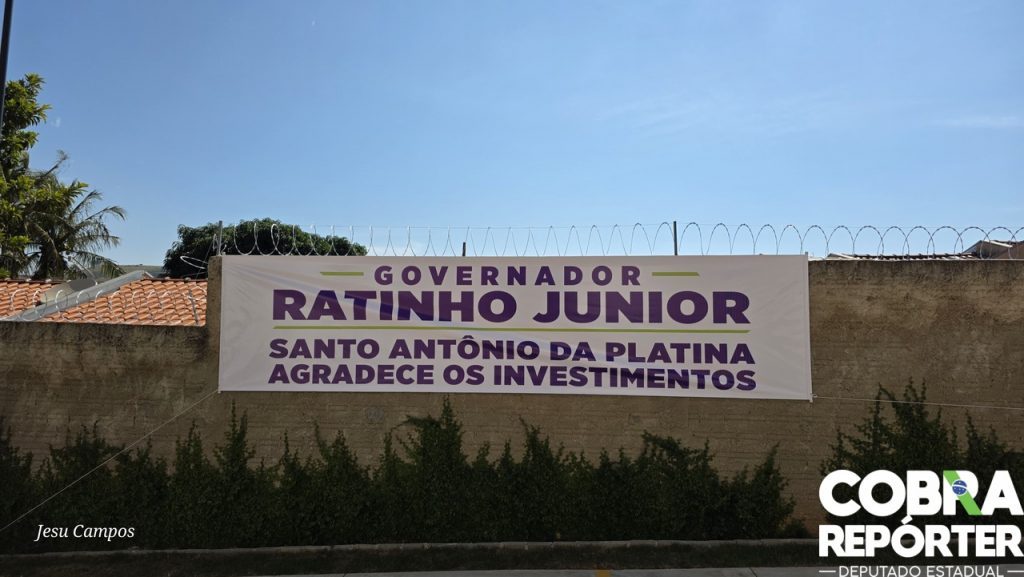 GOVERNADOR
RATINHO JUNIOR
SANTO ANTÔNIO DA PLATINA
AGRADECE OS INVESTIMENTOS
Jesu Campos
COBRA
REPÓRTER
DEPUTADO ESTADUAL